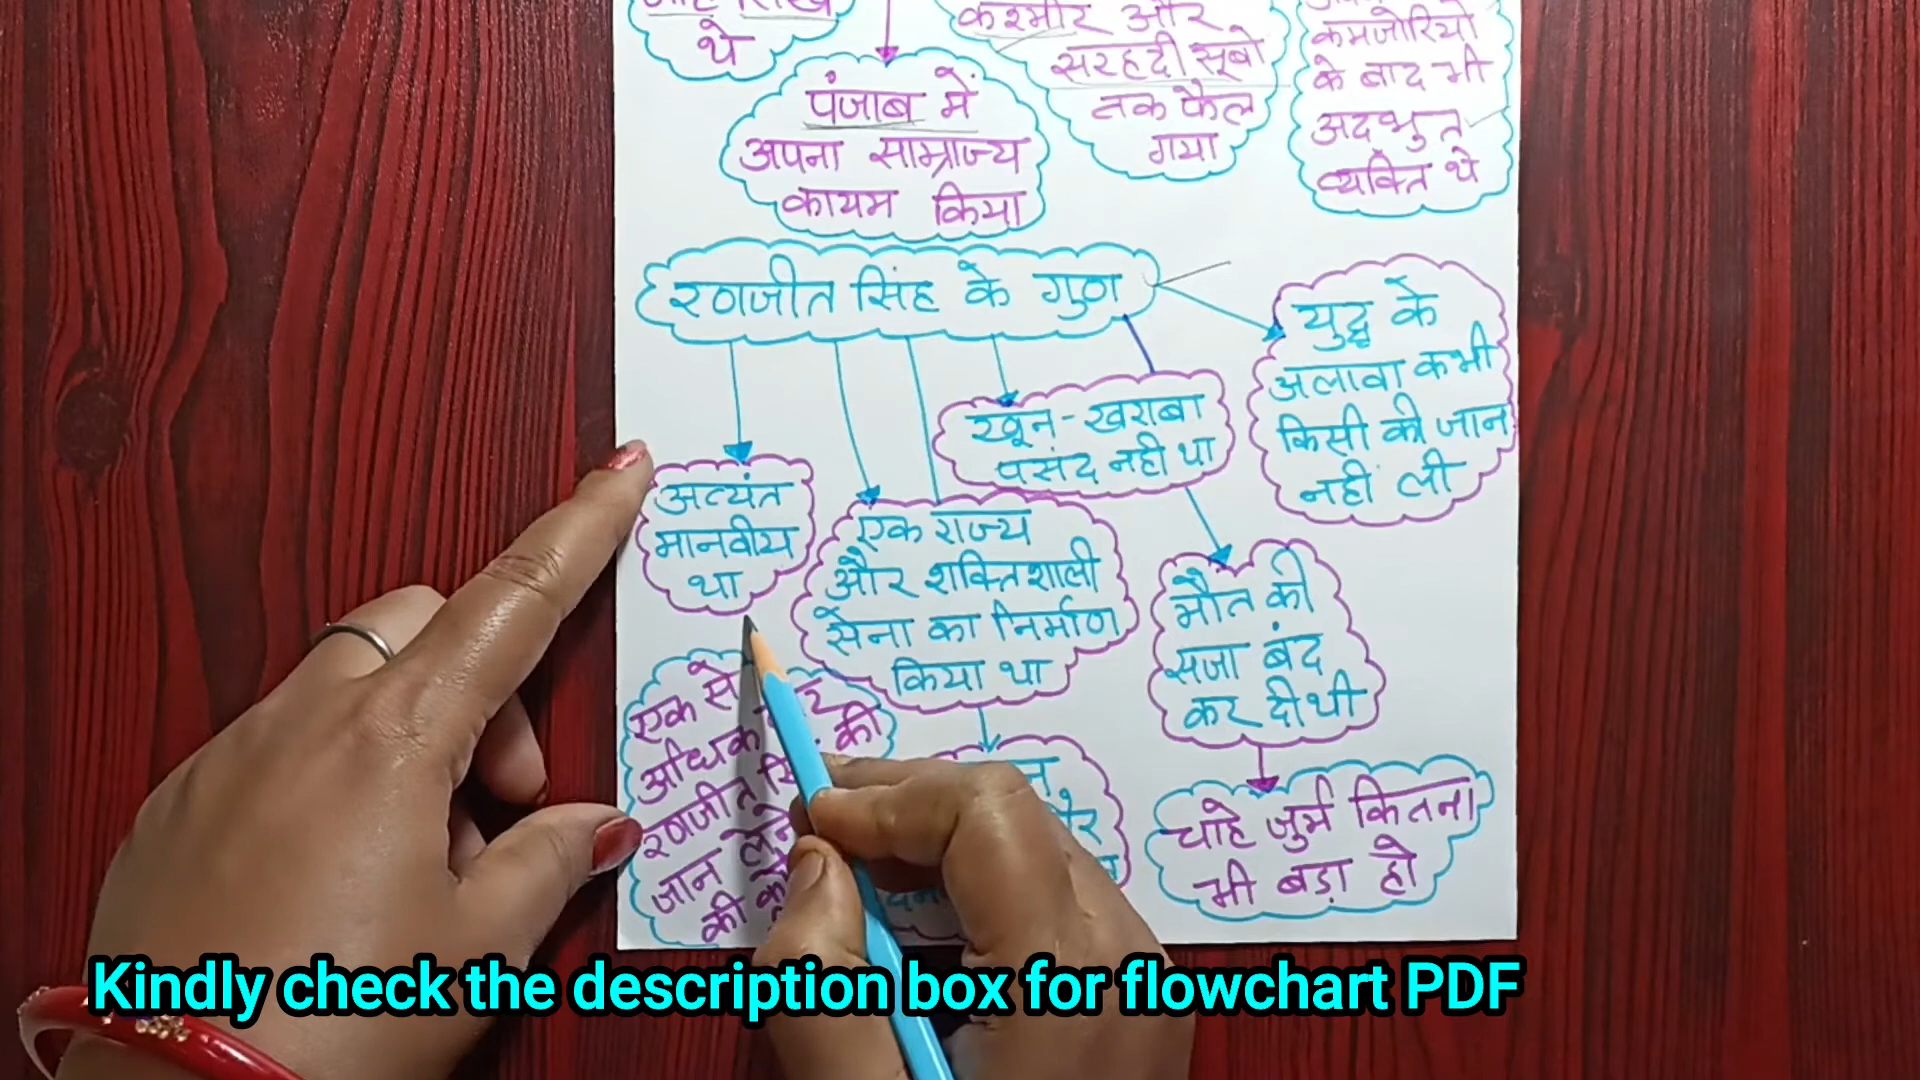 थे
पंजाब में
अपना साम्राज्य
कायम किया
कश्मीर और
सरहदी सूबो
तक फैल
गया
कमजोरियो
के बाद भी
अदभुत
व्यक्ति थे
रणजीत सिंह के गुण
युद्ध के
अलावा कभी
किसी की जान
नहीं ली
खून-खराबा
पसंद नही था
अत्यंत
मानवीय
था
एक राज्य
और शक्तिशाली
सेना का निर्माण
किया था
मौत की
सजा बंद
कर दी थी
चाहे जुर्म कितना
भी बड़ा हो
एक से
अधिक की
रणजीत
जान लेने
की
Kindly check the description box for flowchart PDF